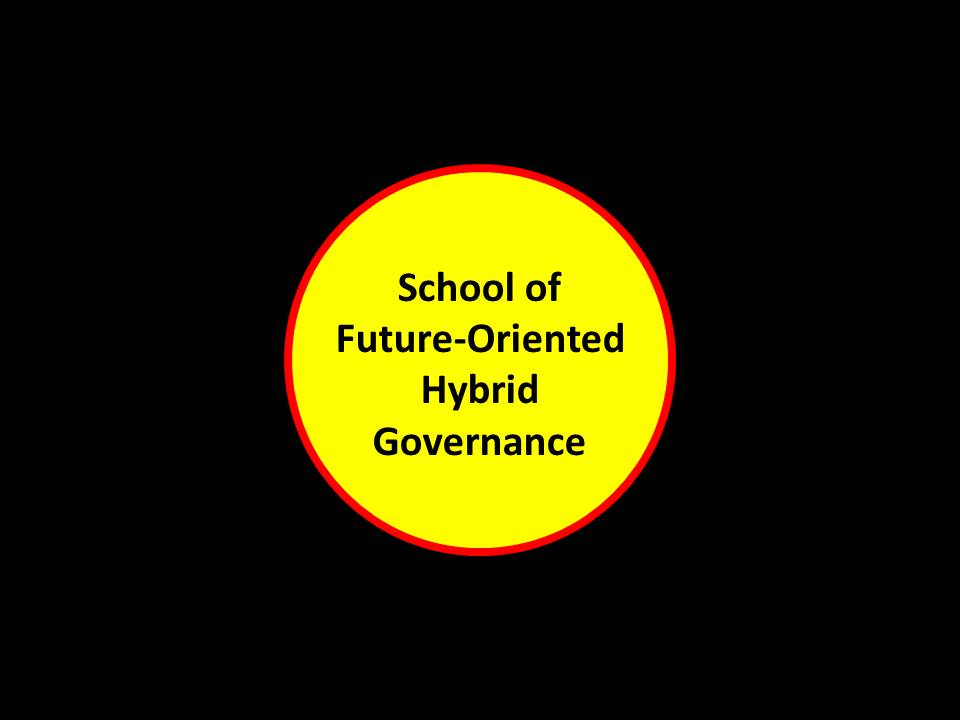 School of
Future-Oriented
Hybrid
Governance